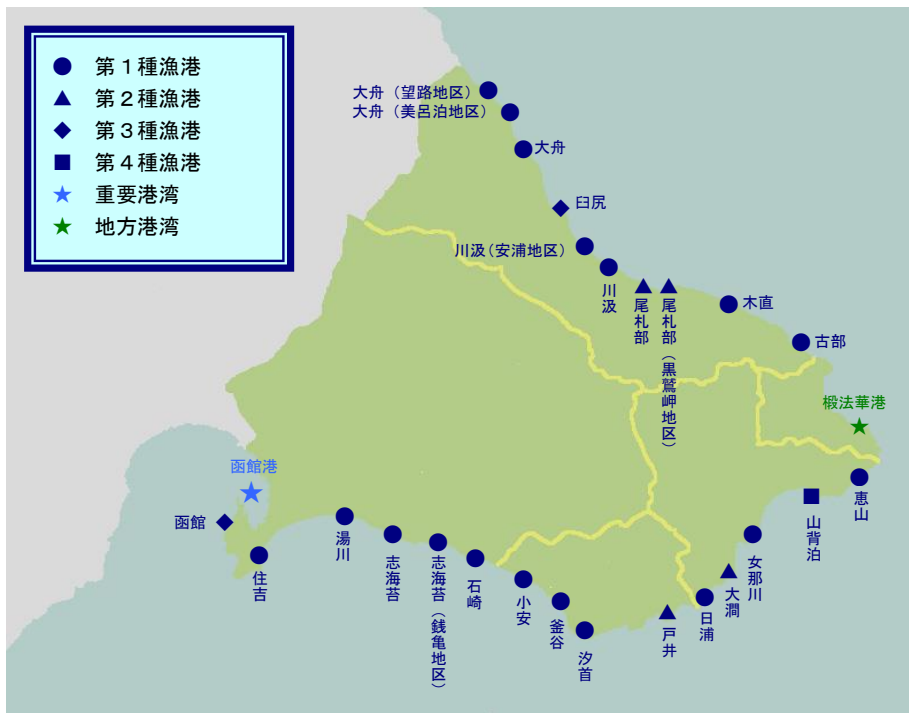 第１種漁港
第２種漁港
第３種漁港
第４種漁港
重要港湾
地方港湾
大舟（望路地区）
大舟（美呂泊地区）
大舟
臼尻
川汲（安浦地区）
川汲
尾札部
尾札部（黒鷲岬地区）
木直
古部
椴法華港
恵山
山背泊
女那川
大澗
日浦
戸井
汐首
釜谷
小安
石崎
志海苔（銭亀地区）
志海苔
湯川
住吉
函館
函館港